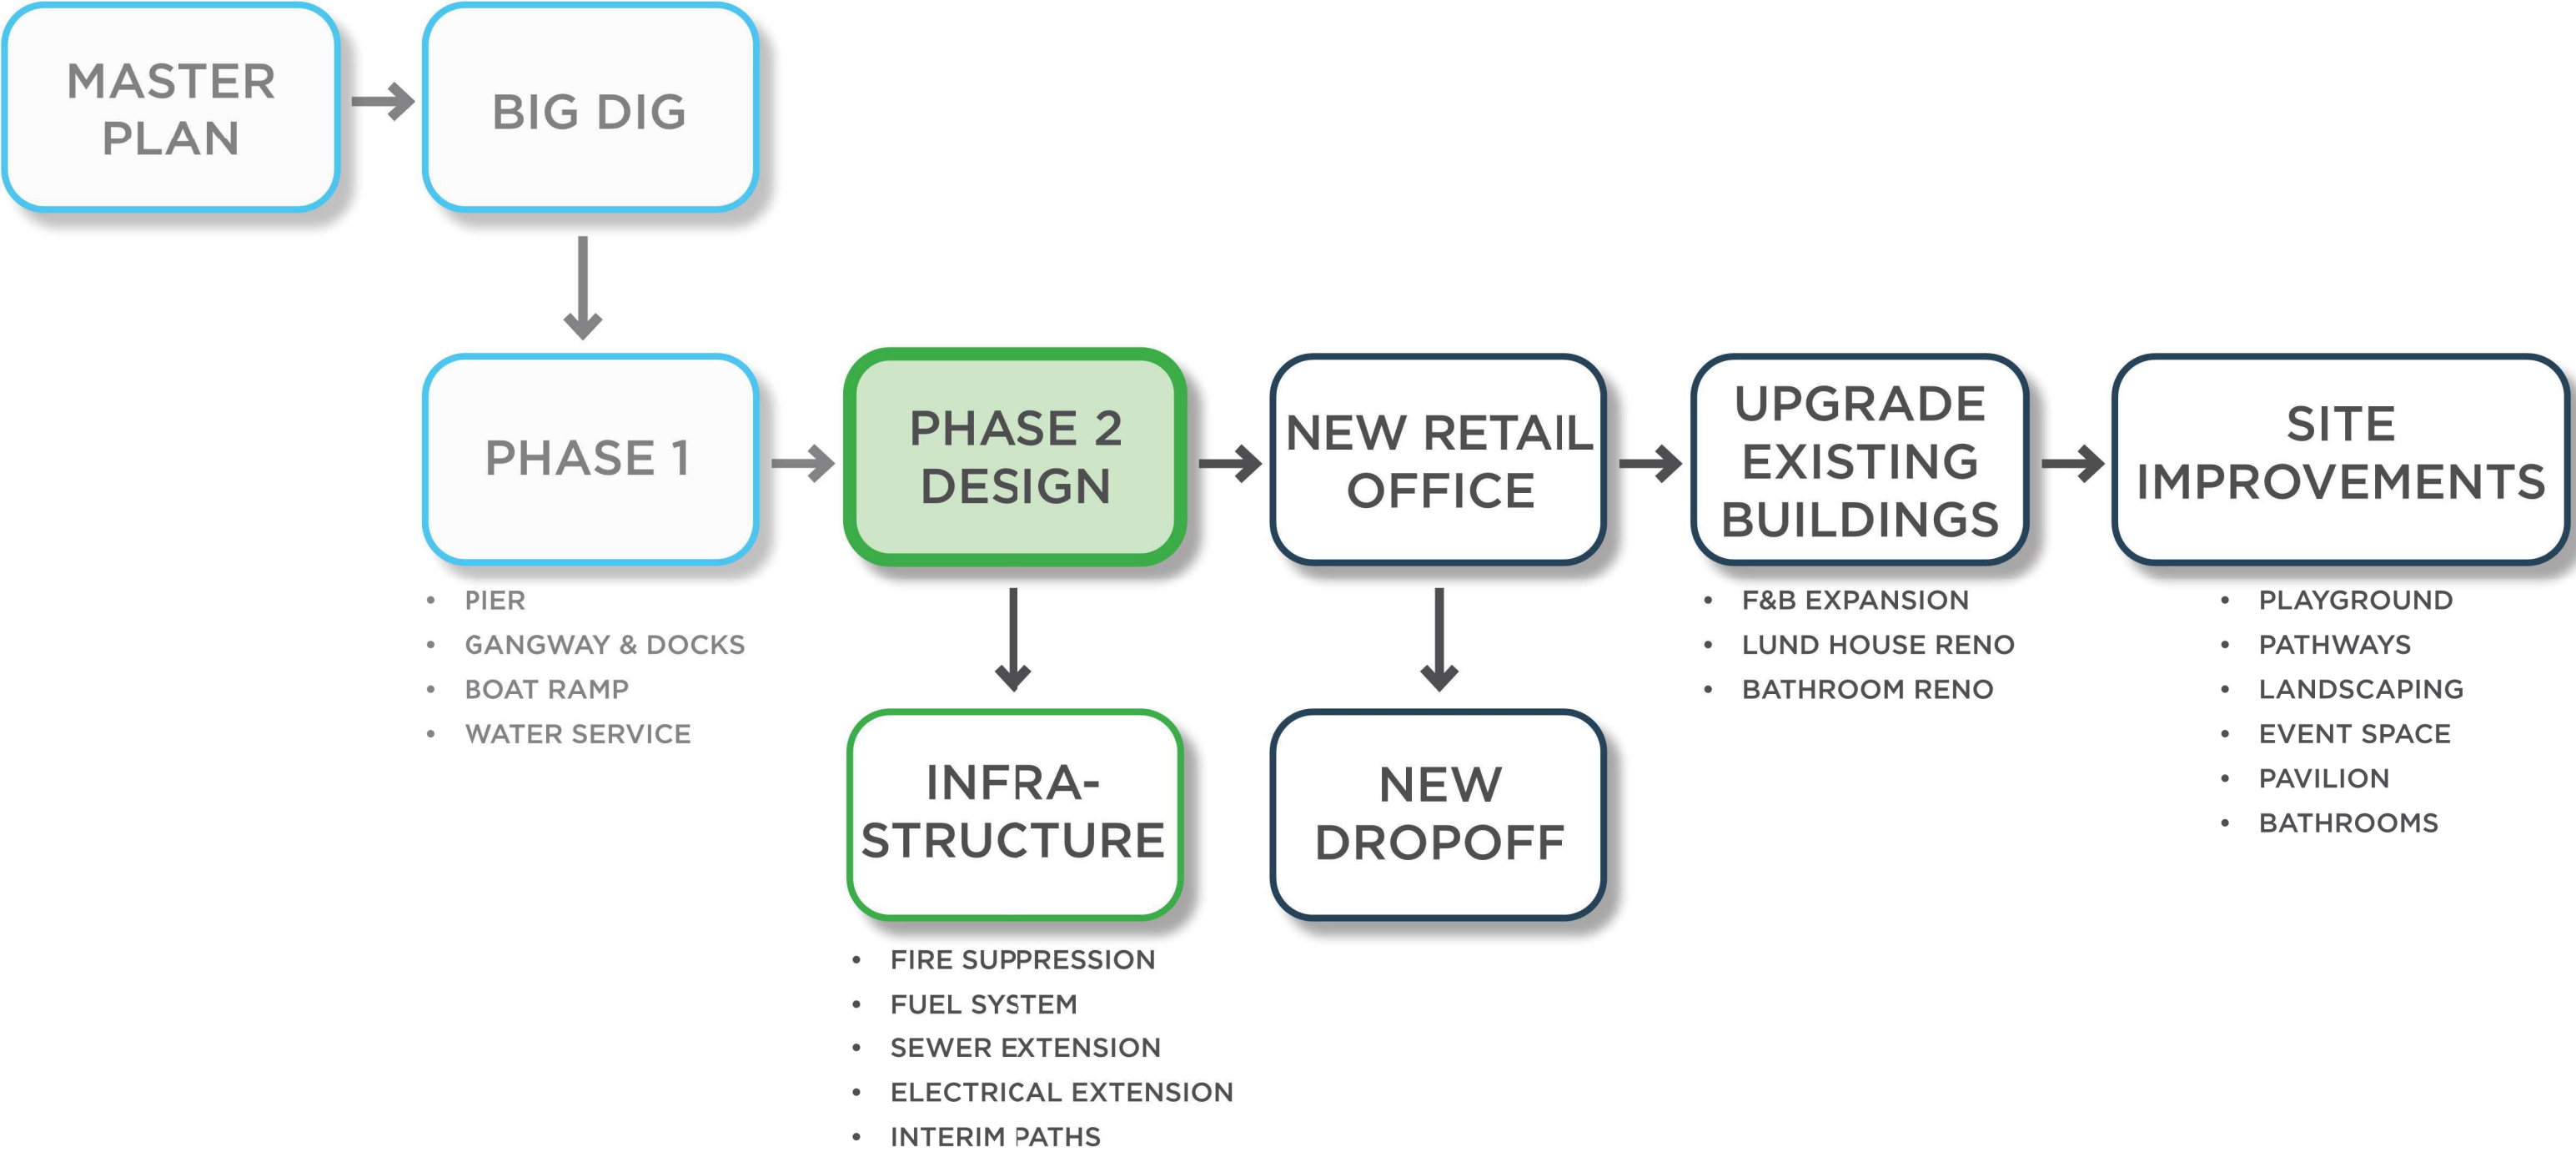 MASTER
PLAN
BIG DIG
PHASE 1
• PIER
• GANGWAY & DOCKS
• BOAT RAMP
• WATER SERVICE
PHASE 2
DESIGN
INFRA-
STRUCTURE
• FIRE SUPPRESSION
• FUEL SYSTEM
• SEWER EXTENSION
• ELECTRICAL EXTENSION
• INTERIM PATHS
NEW RETAIL
OFFICE
NEW
DROPOFF
UPGRADE
EXISTING
BUILDINGS
• F&B EXPANSION
• LUND HOUSE RENO
• BATHROOM RENO
SITE
IMPROVEMENTS
• PLAYGROUND
• PATHWAYS
• LANDSCAPING
• EVENT SPACE
• PAVILION
• BATHROOMS